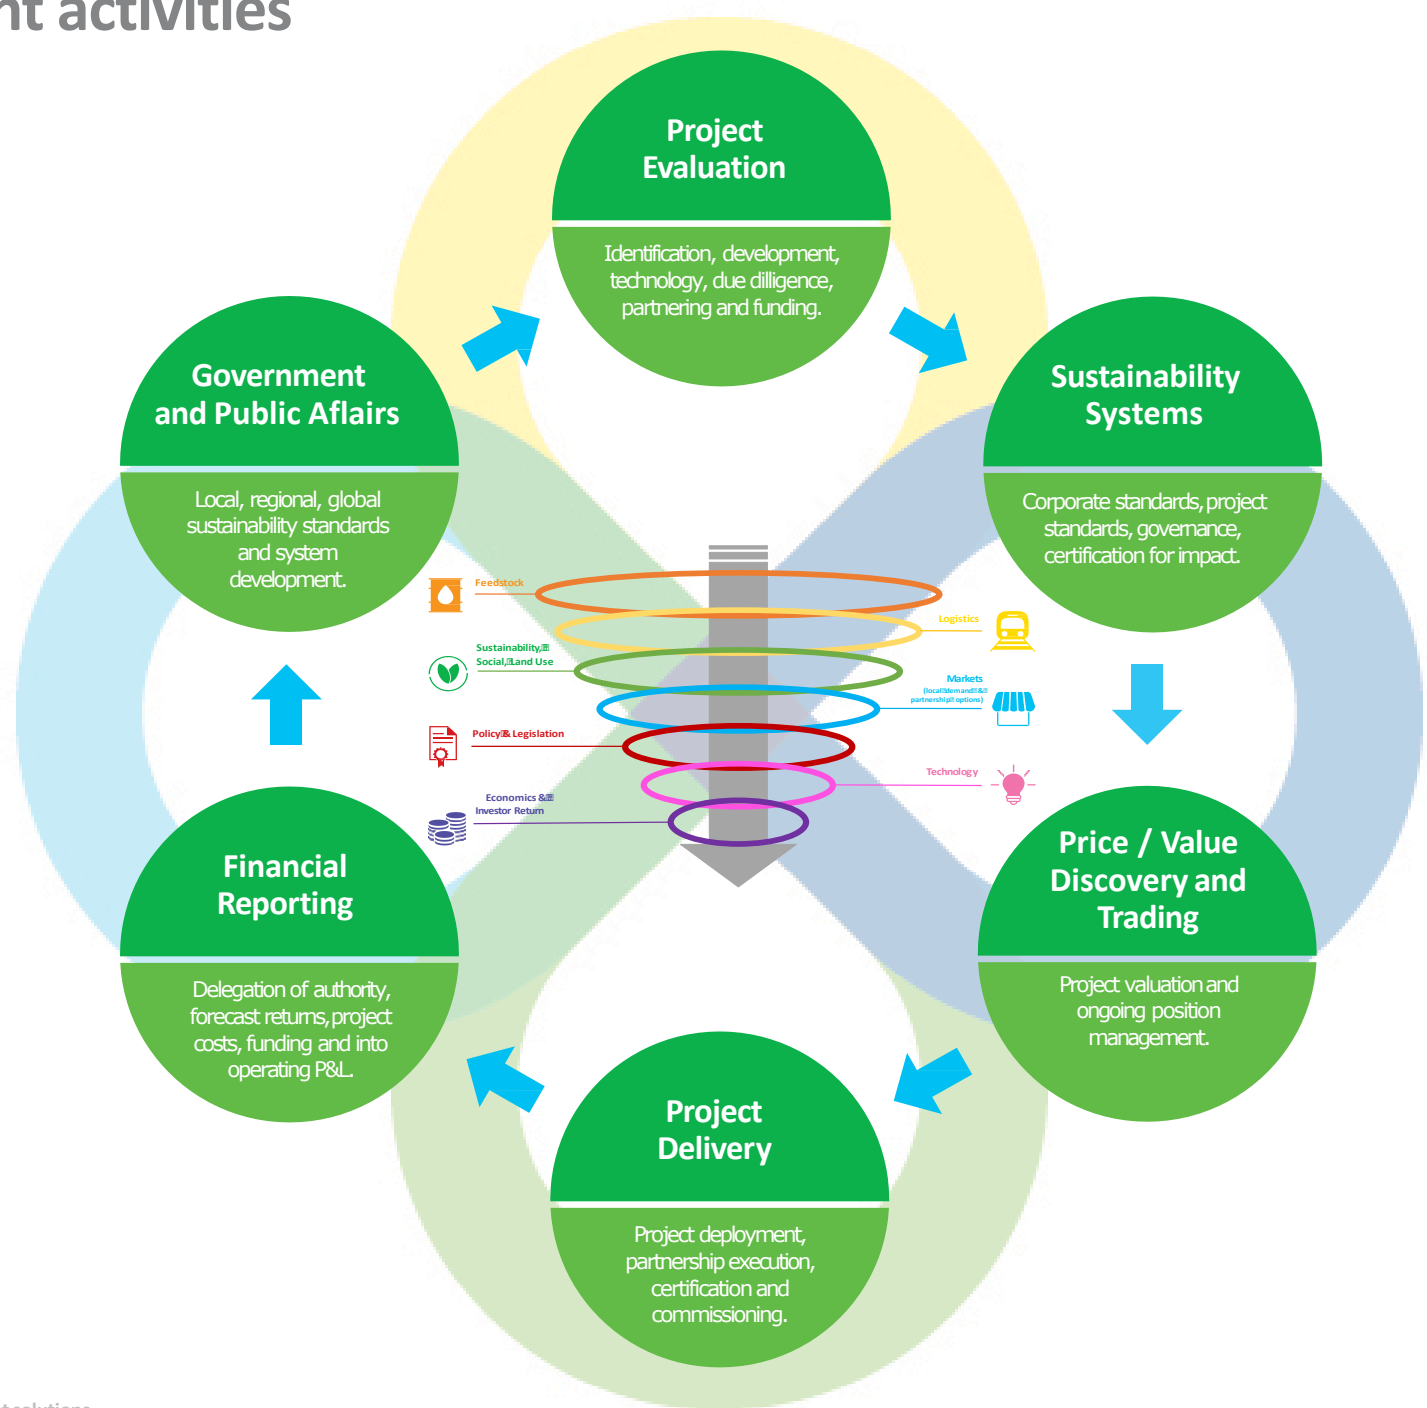 nt activities
Project
Evaluation
Identification, development,
technology, due dilligence,
partnering and funding.
Government
and Public Aflairs
Local, regional, global
sustainability standards
and system
development.
Sustainability
Systems
Corporate standards, project
standards, governance,
certification for impact.
Feedstock
Logistics
Sustainability,
Social, Land Use
Markets
(local demand &
partnership options)
Policy & Legislation
Technology
Economics &
Investor Return
Financial
Reporting
Delegation of authority,
forecast returns, project
costs, funding and into
operating P&L.
Price / Value
Discovery and
Trading
Project valuation and
ongoing position
management.
Project
Delivery
Project deployment,
partnership execution,
certification and
commissioning.